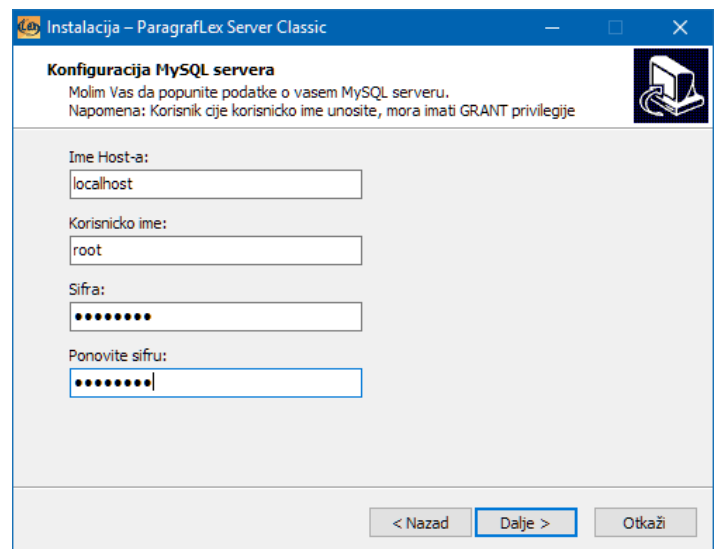 Lex
Instalacija – ParagrafLex Server Classic
Konfiguracija MySQL servera
Molim Vas da popunite podatke o vasem MySQL serveru.
Napomena: Korisnik cije korisnicko ime unosite, mora imati GRANT privilegije
Ime Host-a:
localhost
Korisnicko ime:
root
Sifra:
••••••••
Ponovite sifru:
••••••••
< Nazad
Dalje >
Otkaži